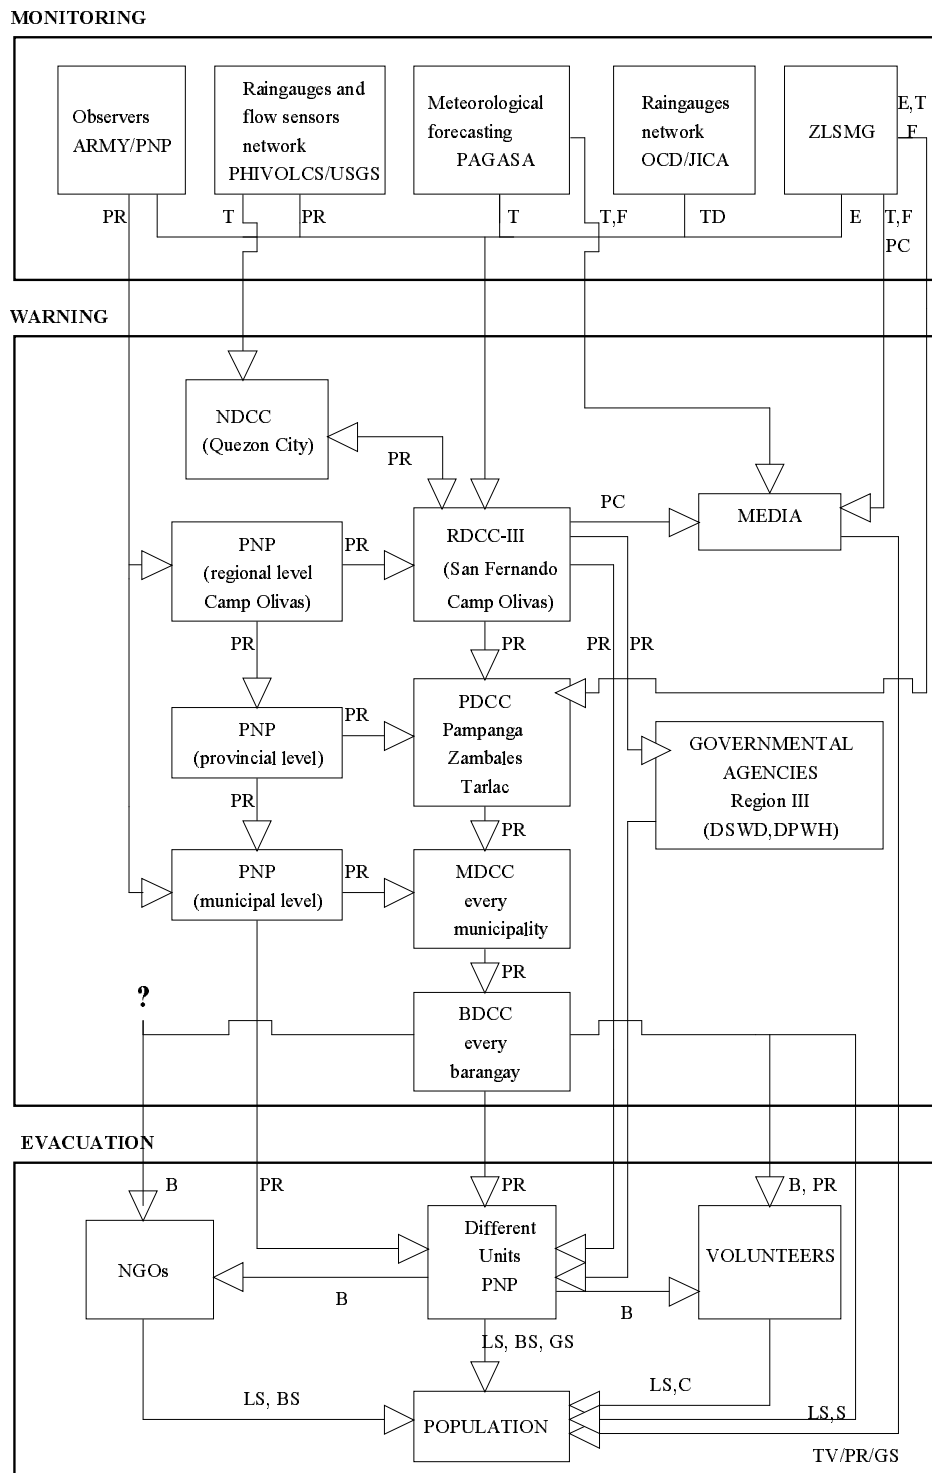 MONITORING
Observers
ARMY/PNP
Raingauges and
flow sensors
network
PHIVOLCS/USGS
Meteorological
forecasting
PAGASA
Raingauges
network
OCD/JICA
ZLSMG
E,T
F
PR
T
PR
T
T,F
TD
E
T,F
PC
WARNING
NDCC
(Quezon City)
PR
PC
MEDIA
PNP
(regional level
Camp Olivas)
PR
RDCC-III
(San Fernando
Camp Olivas)
PR
PR
PR
PR
PNP
(provincial level)
PR
PDCC
Pampanga
Zambales
Tarlac
GOVERNMENTAL
AGENCIES
Region III
(DSWD,DPWH)
PR
PR
PNP
(municipal level)
PR
MDCC
every
municipality
PR
?
BDCC
every
barangay
EVACUATION
B
PR
PR
B, PR
NGOs
Different
Units
PNP
VOLUNTEERS
B
B
LS, BS, GS
LS, BS
LS,C
LS,S
POPULATION
TV/PR/GS